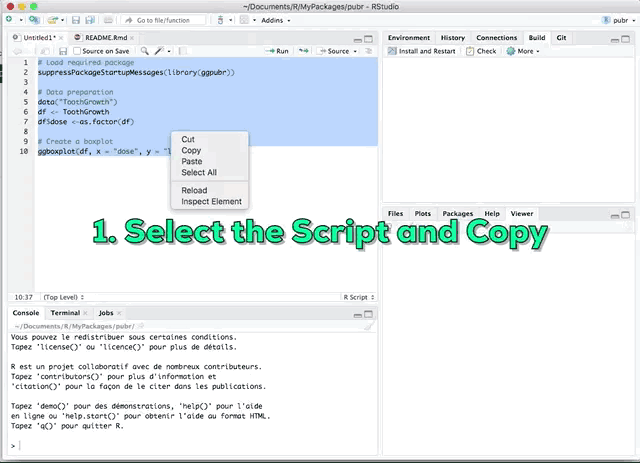 ~/Documents/R/MyPackages/pubr - RStudio
Go to file/function
Addins
pubr
Untitled1*
README.Rmd
Environment History Connections Build Git
Source on Save
Run
Source
Install and Restart
Check
More
1 # Load required package
2 suppressPackageStartupMessages(library(ggpubr))
3
4 # Data preparation
5 data("ToothGrowth")
6 df <- ToothGrowth
7 df$dose <-as.factor(df)
8
9 # Create a boxplot
10 ggboxplot(df, x = "dose", y = "l
Cut
Copy
Paste
Select All
Reload
Inspect Element
1. Select the Script and Copy
Files Plots Packages Help Viewer
10:37 (Top Level) R Script
Console Terminal Jobs
~/Documents/R/MyPackages/pubr/
Vous pouvez le redistribuer sous certaines conditions.
Tapez 'license()' ou 'licence()' pour plus de détails.
R est un projet collaboratif avec de nombreux contributeurs.
Tapez 'contributors()' pour plus d'information et
'citation()' pour la façon de le citer dans les publications.
Tapez 'demo()' pour des démonstrations, 'help()' pour l'aide
en ligne ou 'help.start()' pour obtenir l'aide au format HTML.
Tapez 'q()' pour quitter R.
>